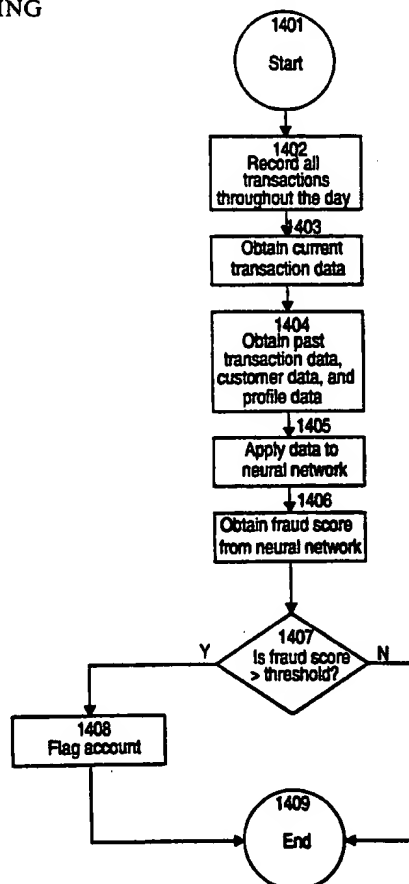 ING
1401
Start
1402
Record all
transactions
throughout the day
1403
Obtain current
transaction data
1404
Obtain past
transaction data,
customer data, and
profile data
1405
Apply data to
neural network
1406
Obtain fraud score
from neural network
1407
Is fraud score
> threshold?
Y
N
1408
Flag account
1409
End